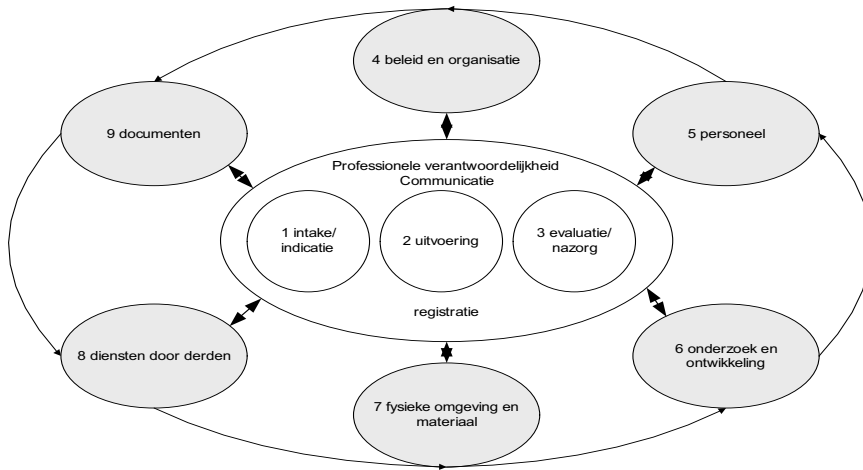 4 beleid en organisatie
9 documenten
5 personeel
Professionele verantwoordelijkheid
Communicatie
1 intake/
indicatie
2 uitvoering
3 evaluatie/
nazorg
registratie
8 diensten door derden
6 onderzoek en
ontwikkeling
7 fysieke omgeving en
materiaal